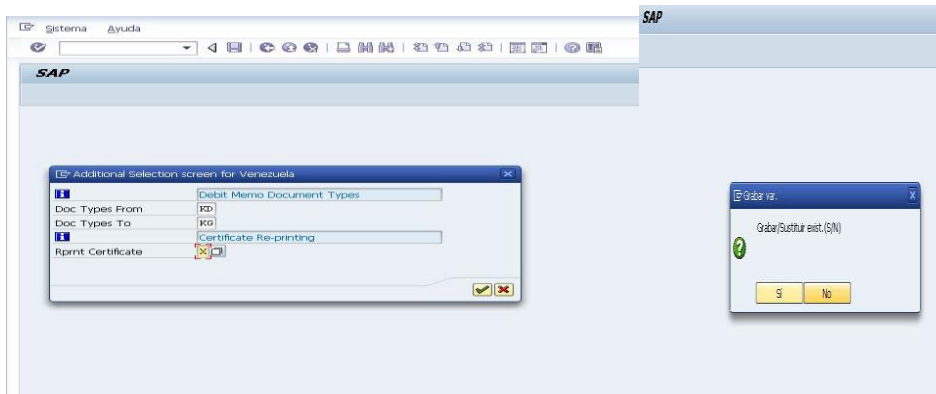 Sistema Ayuda
SAP
Additional Selection screen for Venezuela
Debit Memo Document Types
Doc Types From KD
Doc Types To KG
Certificate Re-printing
Rprnt Certificate X
SAP
Grabar var.
Grabar/Sustituir exist.(S/N)
Sí No